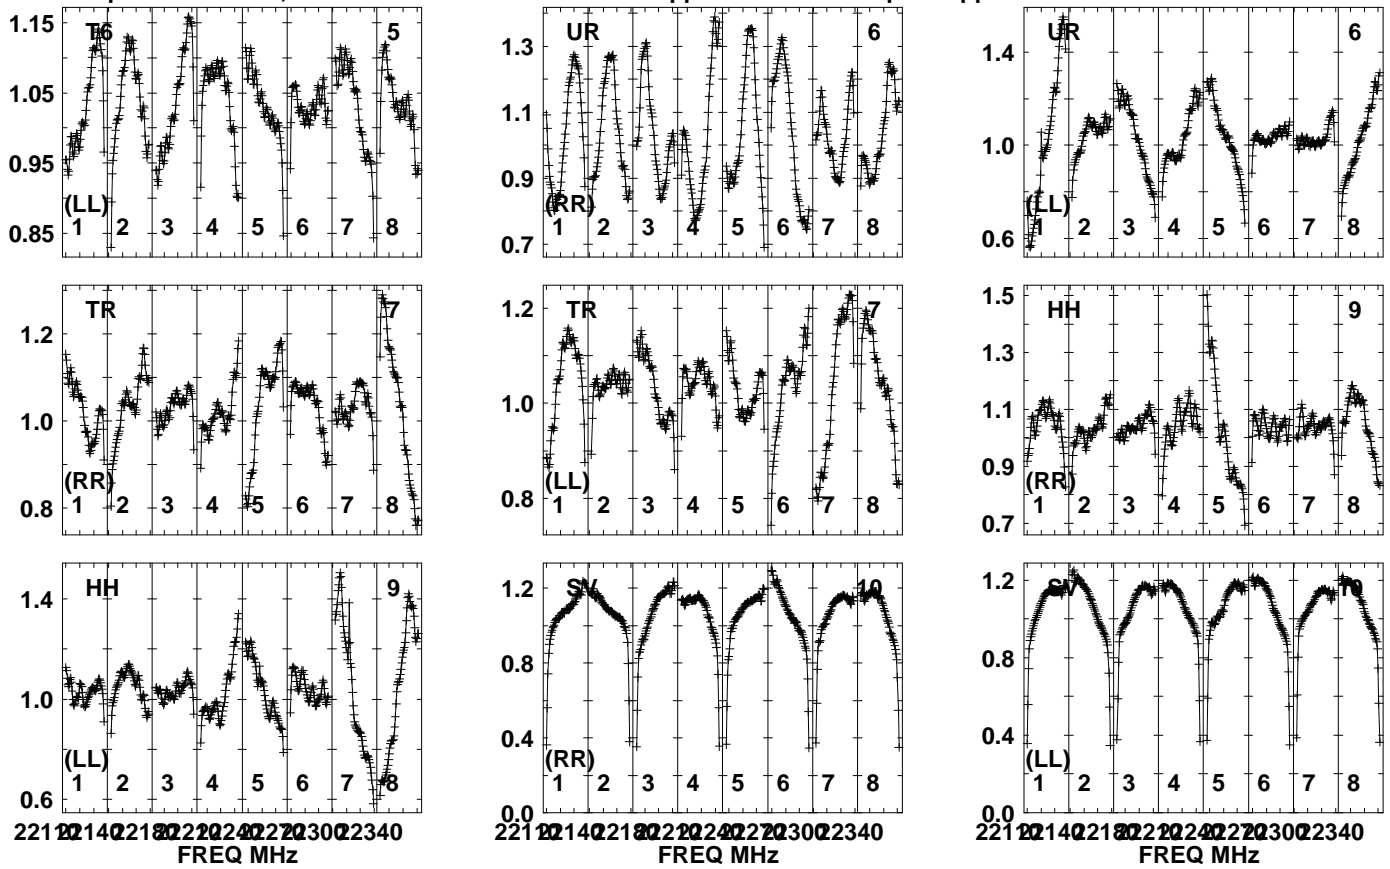 1.15 T6 5
1.05
0.95
(LL)
0.85 1 2 3 4 5 6 7 8
UR 6
1.3
1.1
0.9
(RR)
0.7 1 2 3 4 5 6 7 8
UR 6
1.4
1.0
(LL)
0.6 1 2 3 4 5 6 7 8
TR 7
1.2
1.0
(RR)
0.8 1 2 3 4 5 6 7 8
1.2 TR 7
1.0
(LL)
0.8 1 2 3 4 5 6 7 8
1.5 HH 9
1.3
1.1
0.9
(RR)
0.7 1 2 3 4 5 6 7 8
HH 9
1.4
1.0
(LL)
0.6 1 2 3 4 5 6 7 8
1.2 SV 10
0.8
0.4
(RR)
0.0 1 2 3 4 5 6 7 8
1.2 SV 10
0.8
0.4
(LL)
0.0 1 2 3 4 5 6 7 8
FREQ MHz
FREQ MHz